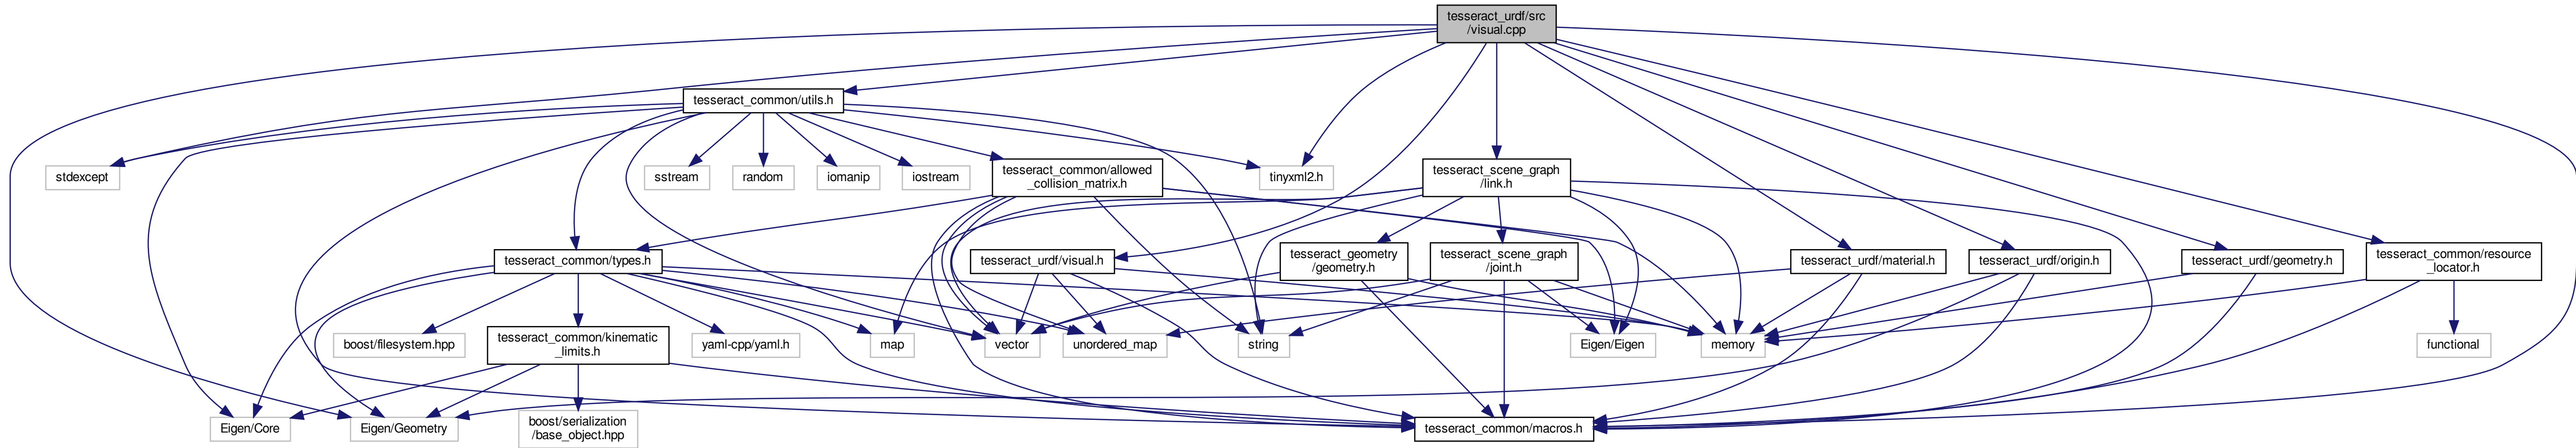 tesseract_urdf/src
/visual.cpp
tesseract_common/utils.h
stdexcept
sstream
random
iomanip
iostream
tesseract_common/allowed
_collision_matrix.h
tinyxml2.h
tesseract_scene_graph
/link.h
tesseract_common/types.h
tesseract_urdf/visual.h
tesseract_geometry
/geometry.h
tesseract_scene_graph
/joint.h
tesseract_urdf/material.h
tesseract_urdf/origin.h
tesseract_urdf/geometry.h
tesseract_common/resource
_locator.h
boost/filesystem.hpp
tesseract_common/kinematic
_limits.h
yaml-cpp/yaml.h
map
vector
unordered_map
string
Eigen/Eigen
memory
functional
Eigen/Core
Eigen/Geometry
boost/serialization
/base_object.hpp
tesseract_common/macros.h